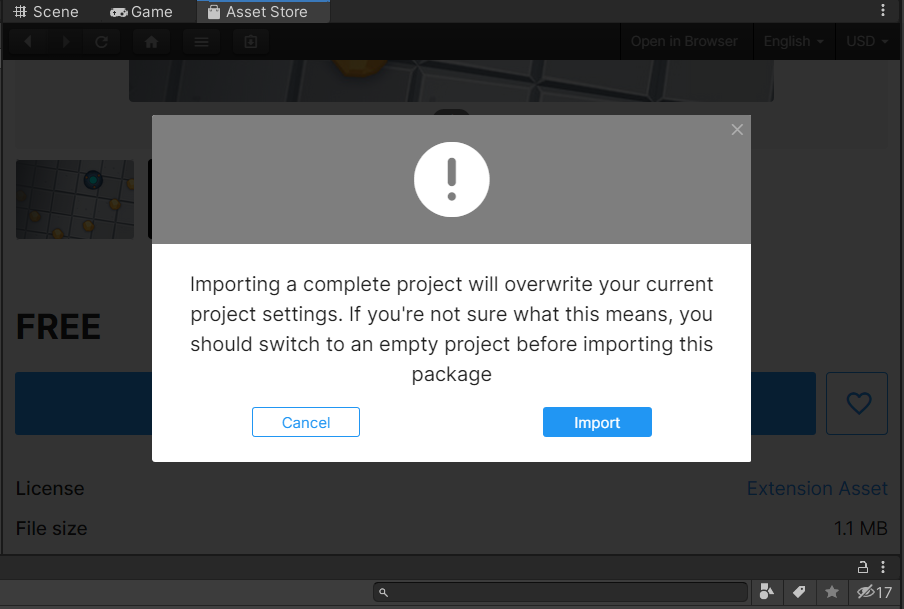 Scene Game Asset Store
Open in Browser English USD
Importing a complete project will overwrite your current
project settings. If you're not sure what this means, you
should switch to an empty project before importing this
package
Cancel Import
FREE
License Extension Asset
File size 1.1 MB
17